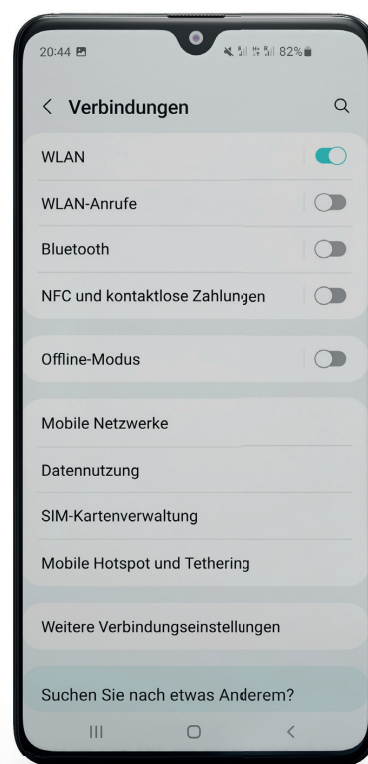 20:44 82%
Verbindungen
WLAN
WLAN-Anrufe
Bluetooth
NFC und kontaktlose Zahlungen
Offline-Modus
Mobile Netzwerke
Datennutzung
SIM-Kartenverwaltung
Mobile Hotspot und Tethering
Weitere Verbindungseinstellungen
Suchen Sie nach etwas Anderem?